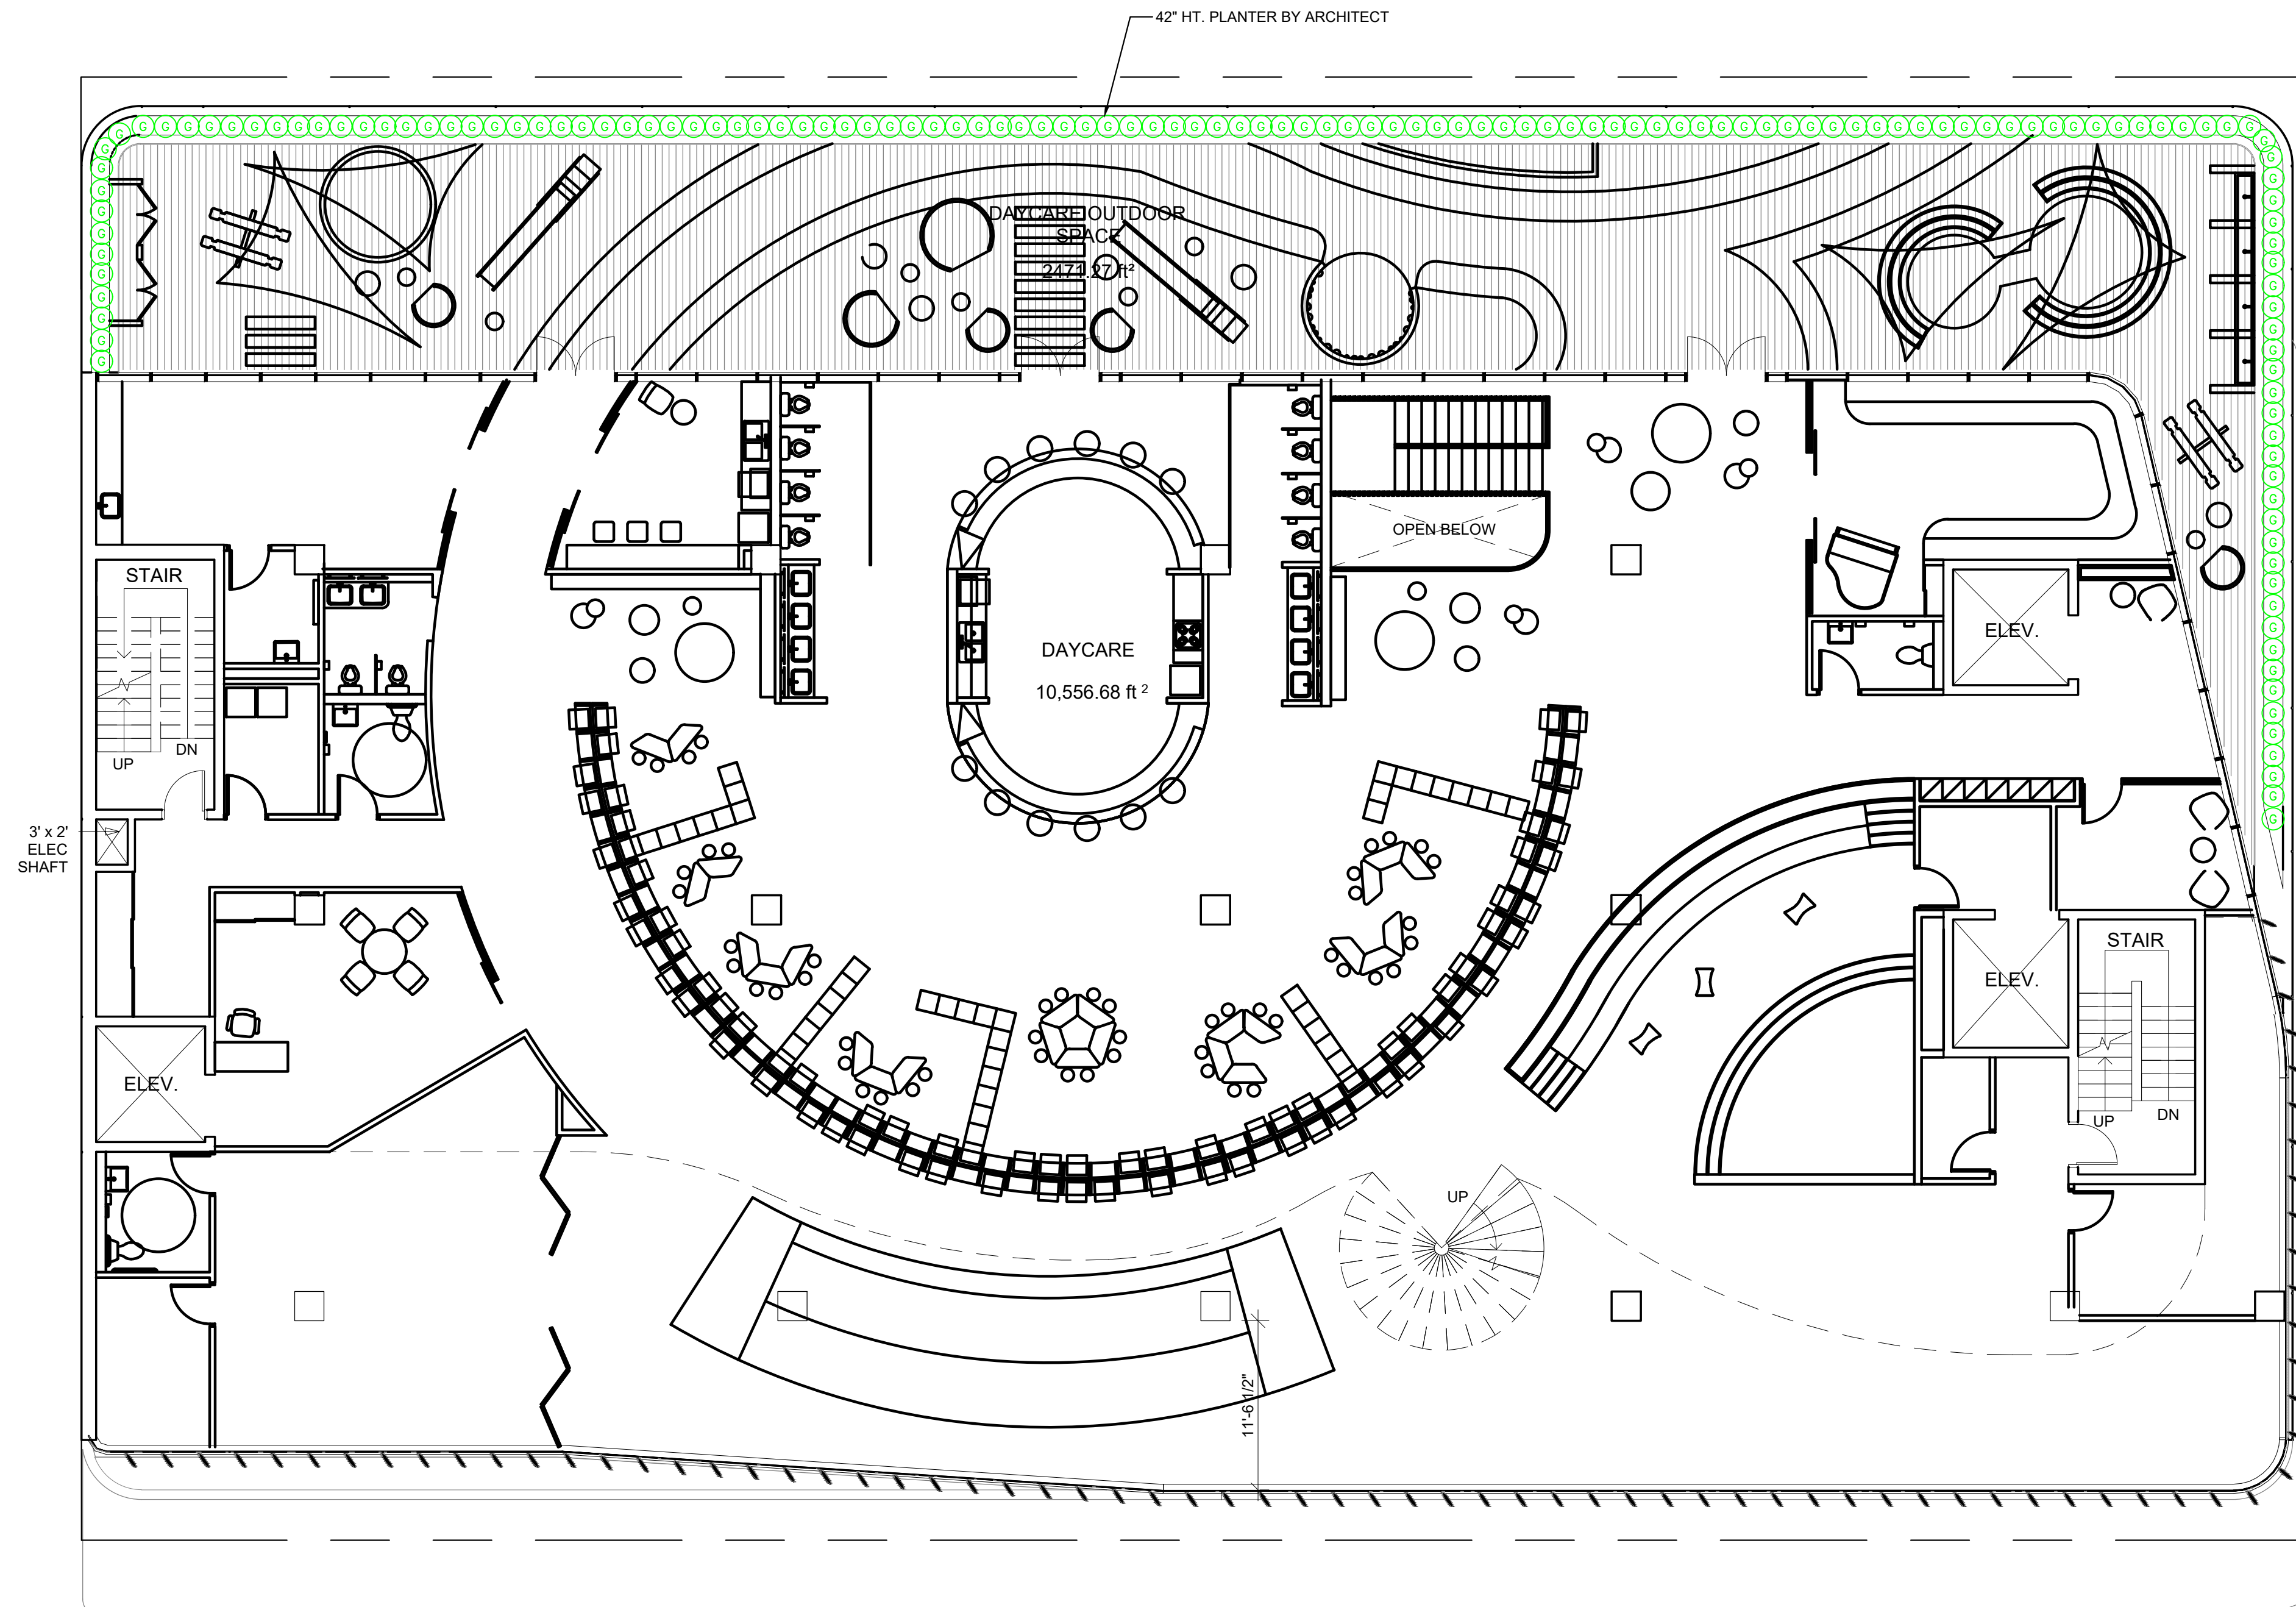 42" HT. PLANTER BY ARCHITECT
G G G G G G G G G G G G G G G G G G G G G G G G G G G G G G G G G G G G G G G G G G G G G G G G G G G G G G G G G G G G G G G G G G G G G G G G G G G G G G G G G G G G G G G G G G G G G G G G
DAYCARE OUTDOOR
SPACE
2471.27 ft²
OPEN BELOW
STAIR
DN
UP
ELEV.
DAYCARE
10,556.68 ft 2
3' x 2'
ELEC
SHAFT
STAIR
ELEV.
UP
DN
ELEV.
UP
11'-6 1/2"